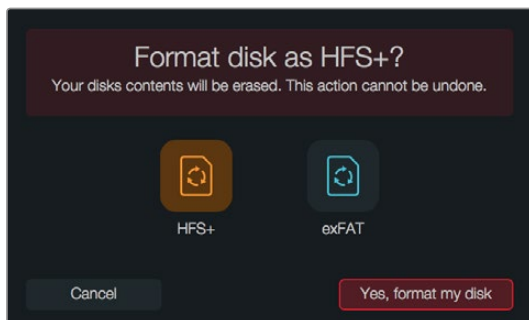 Format disk as HFS+?
Your disks contents will be erased. This action cannot be undone.
HFS+
exFAT
Cancel
Yes, format my disk